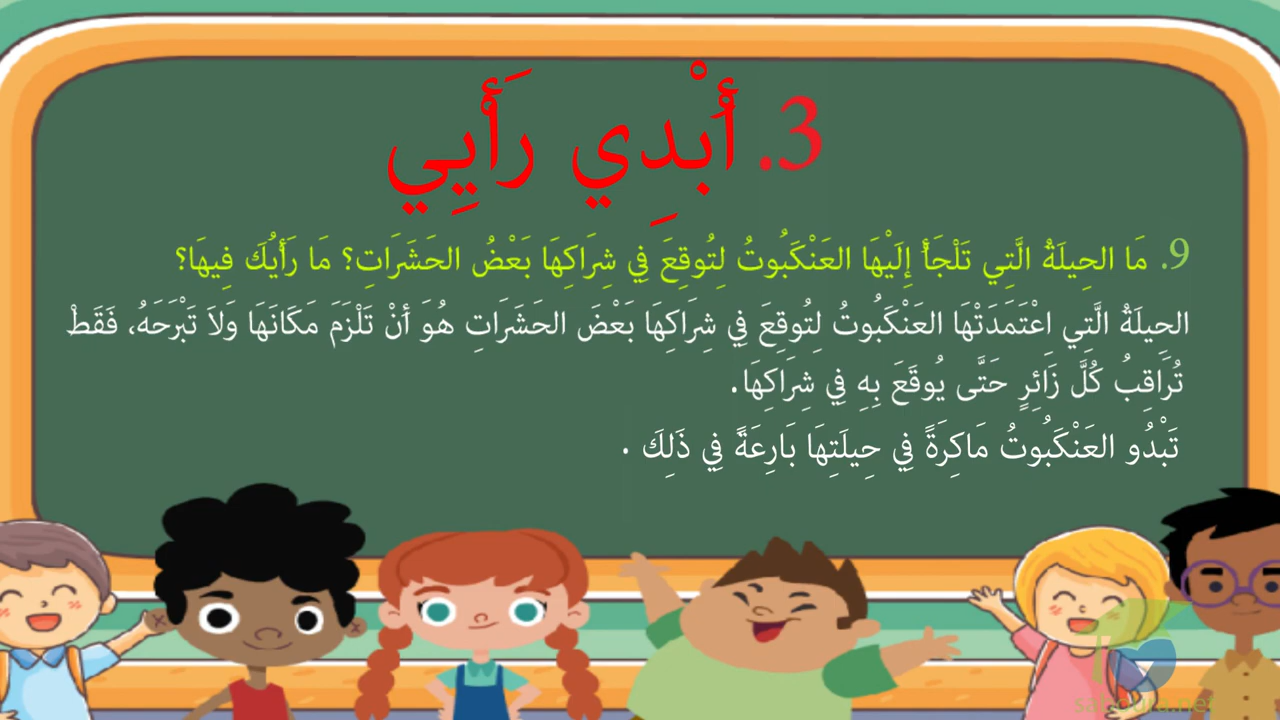 3. أُبْدِي رَأْيِي
9. مَا الحِيلَةُ الَّتِي تَلْجَأُ إِلَيْهَا العَنْكَبُوتُ لِتُوقِعَ فِي شِرَاكِهَا بَعْضُ الحَشَرَاتِ؟ مَا رَأْيُكَ فِيهَا؟
الحِيلَةُ الَّتِي اعْتَمَدَتْهَا العَنْكَبُوتُ لِتُوقِعَ فِي شِرَاكِهَا بَعْضَ الحَشَرَاتِ هُوَ أَنْ تَلْزَمَ مَكَانَهَا وَلاَ تَبْرَحَهُ، فَقَطْ
تُرَاقِبُ كُلَّ زَائِرٍ حَتَّى يُوقَعَ بِهِ فِي شِرَاكِهَا.
تَبْدُو العَنْكَبُوتُ مَاكِرَةً فِي حِيلَتِهَا بَارِعَةً فِي ذَلِكَ .